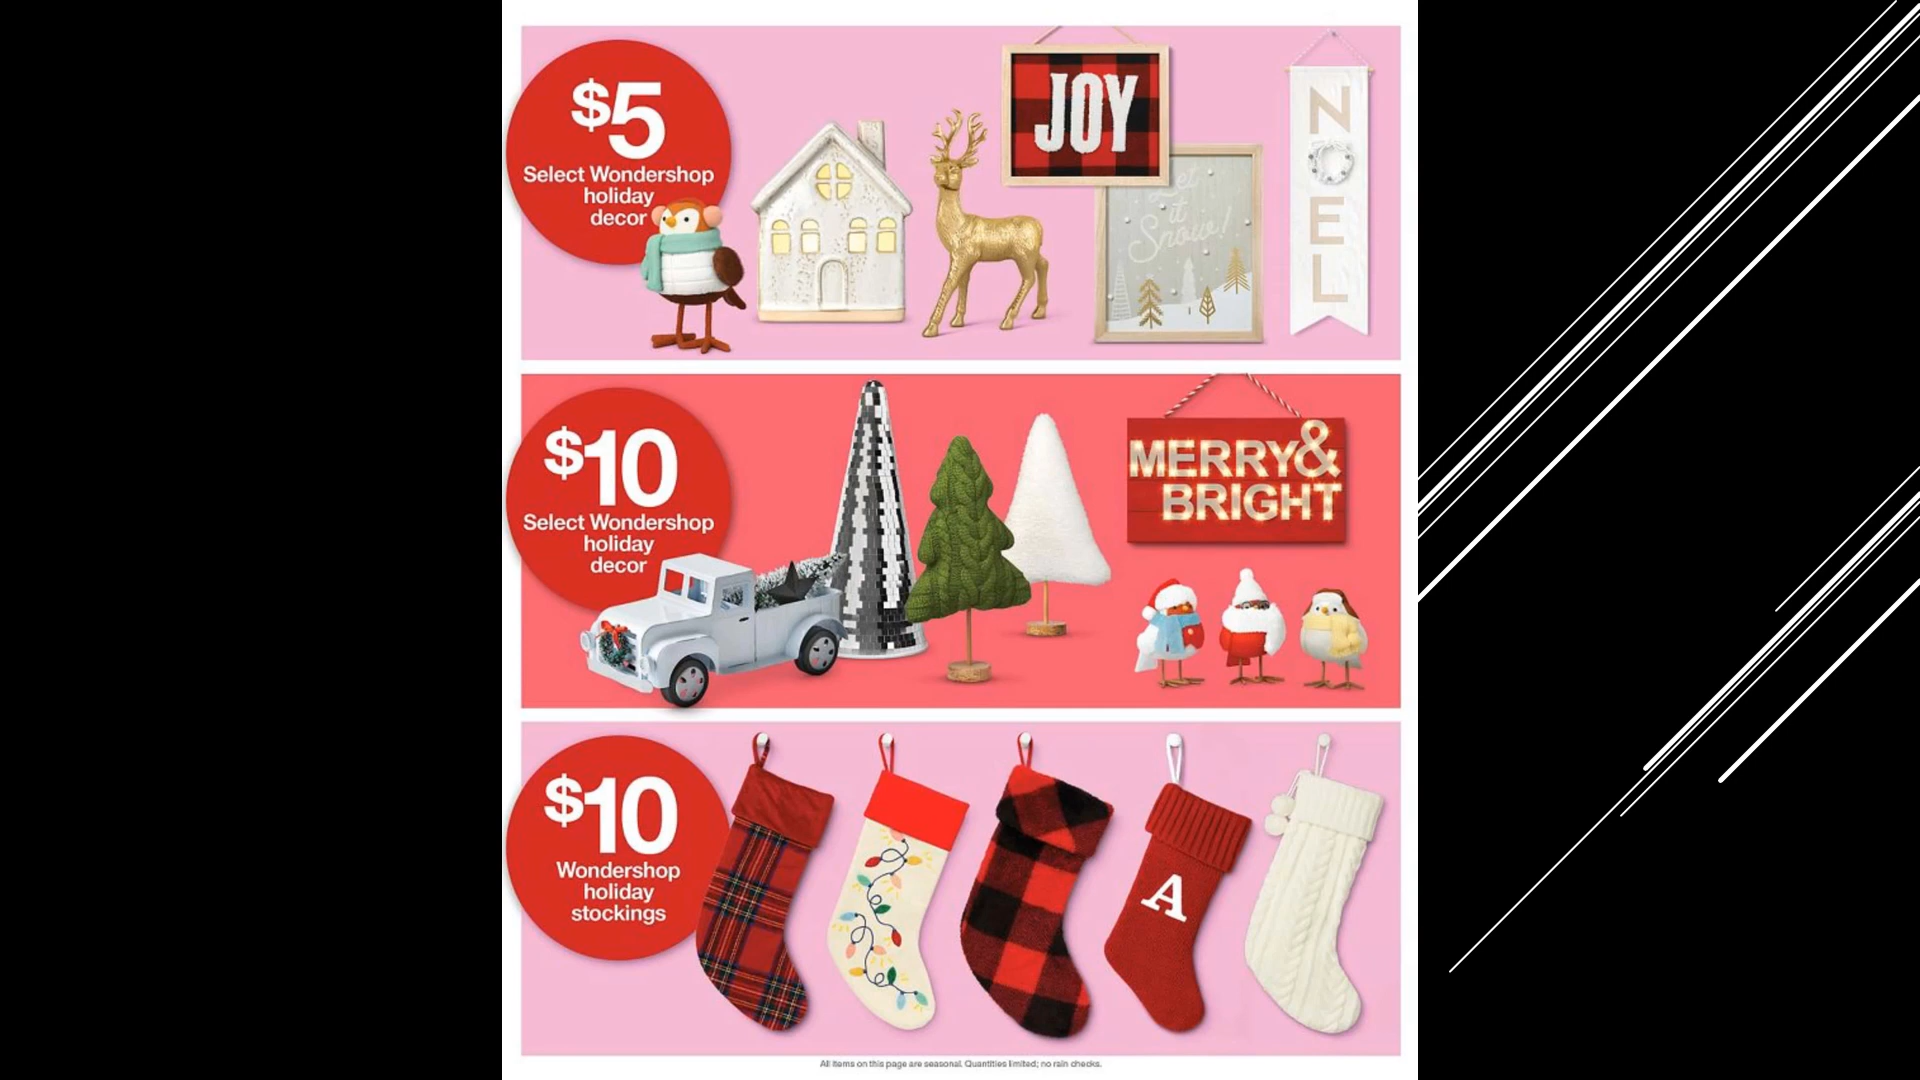 $5
Select Wondershop
holiday
decor
JOY
Let
it
Snow!
NOEL
$10
Select Wondershop
holiday
decor
MERRY&
BRIGHT
$10
Wondershop
holiday
stockings
A
All items on this page are seasonal. Quantities limited; no rain checks.